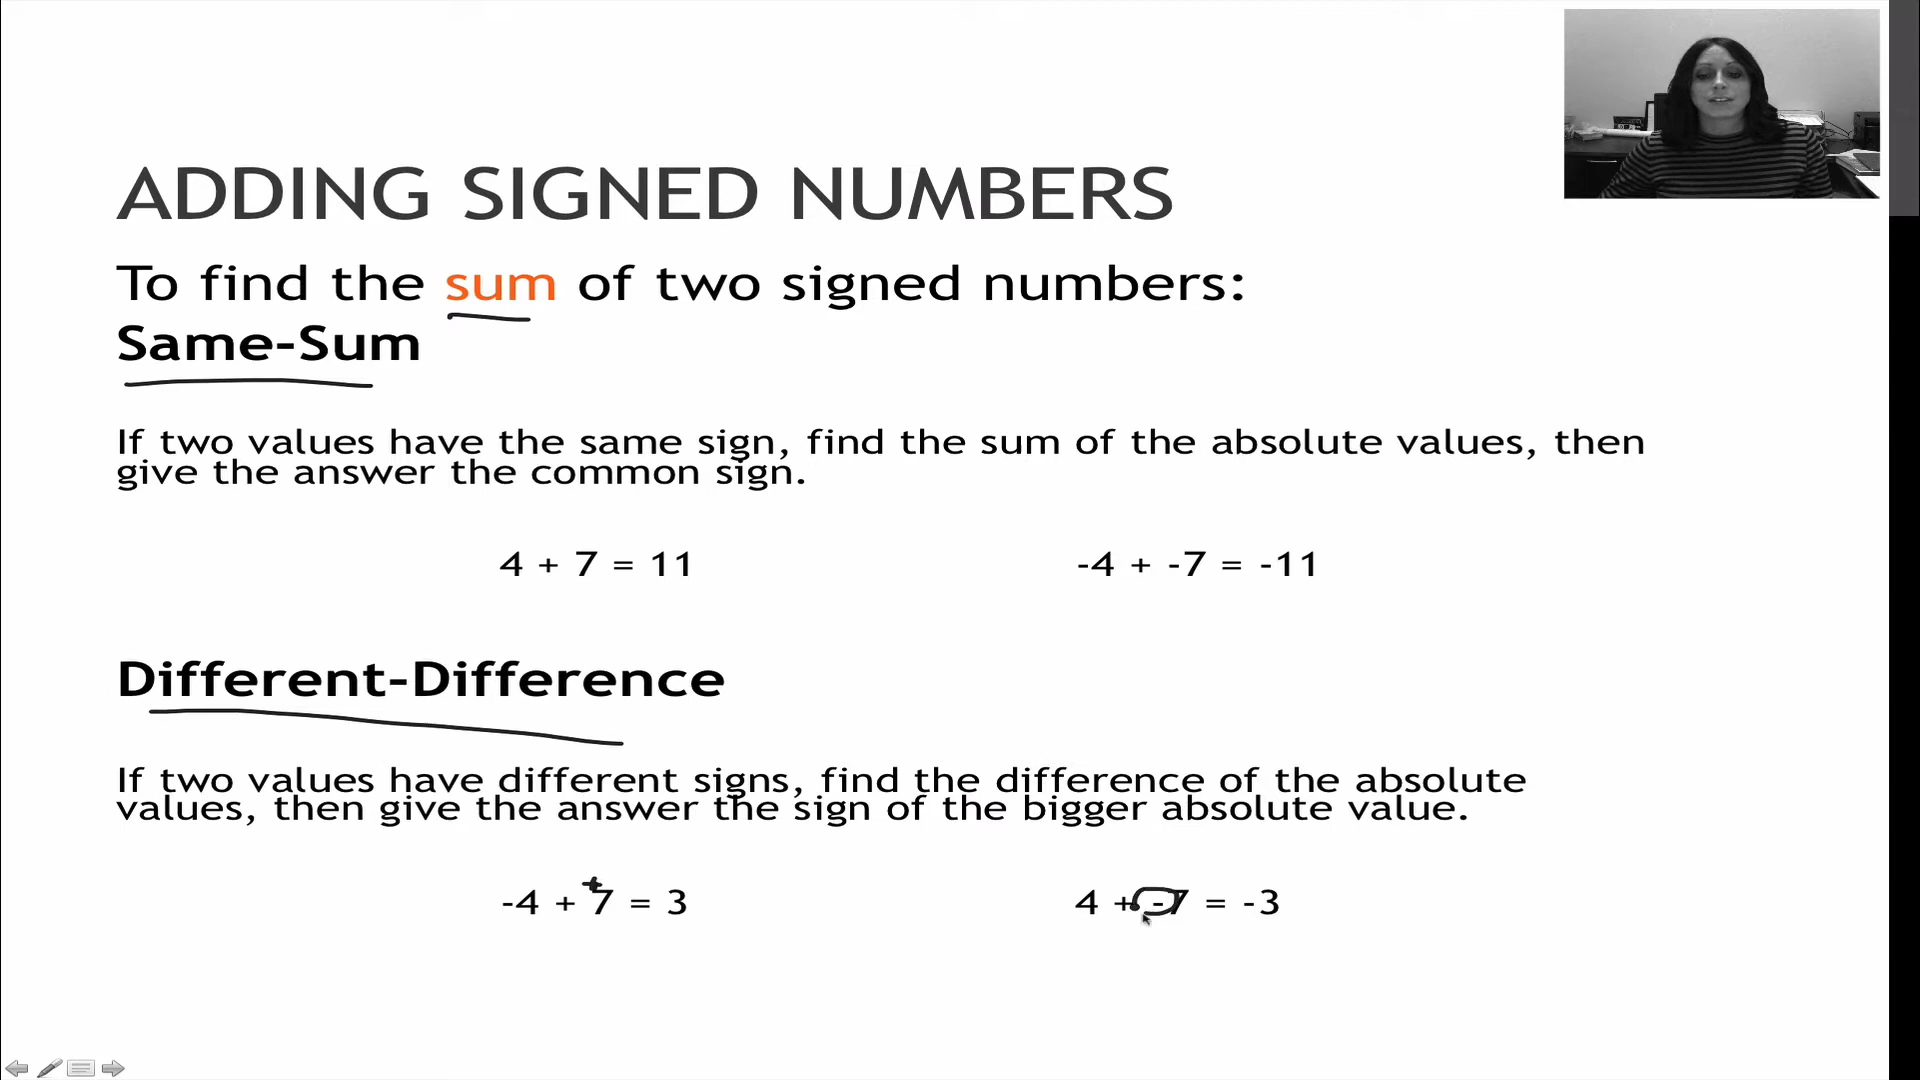 ADDING SIGNED NUMBERS
To find the sum of two signed numbers:
Same-Sum
If two values have the same sign, find the sum of the absolute values, then
give the answer the common sign.
4 + 7 = 11
-4 + -7 = -11
Different-Difference
If two values have different signs, find the difference of the absolute
values, then give the answer the sign of the bigger absolute value.
-4 + +7 = 3
4 + -7 = -3